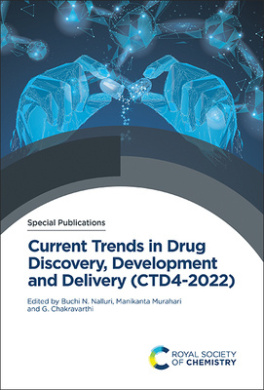 Special Publications
Current Trends in Drug
Discovery, Development
and Delivery (CTD4-2022)
Edited by Buchi N. Nalluri, Manikanta Murahari
and G. Chakravarthi
ROYAL SOCIETY
OF CHEMISTRY